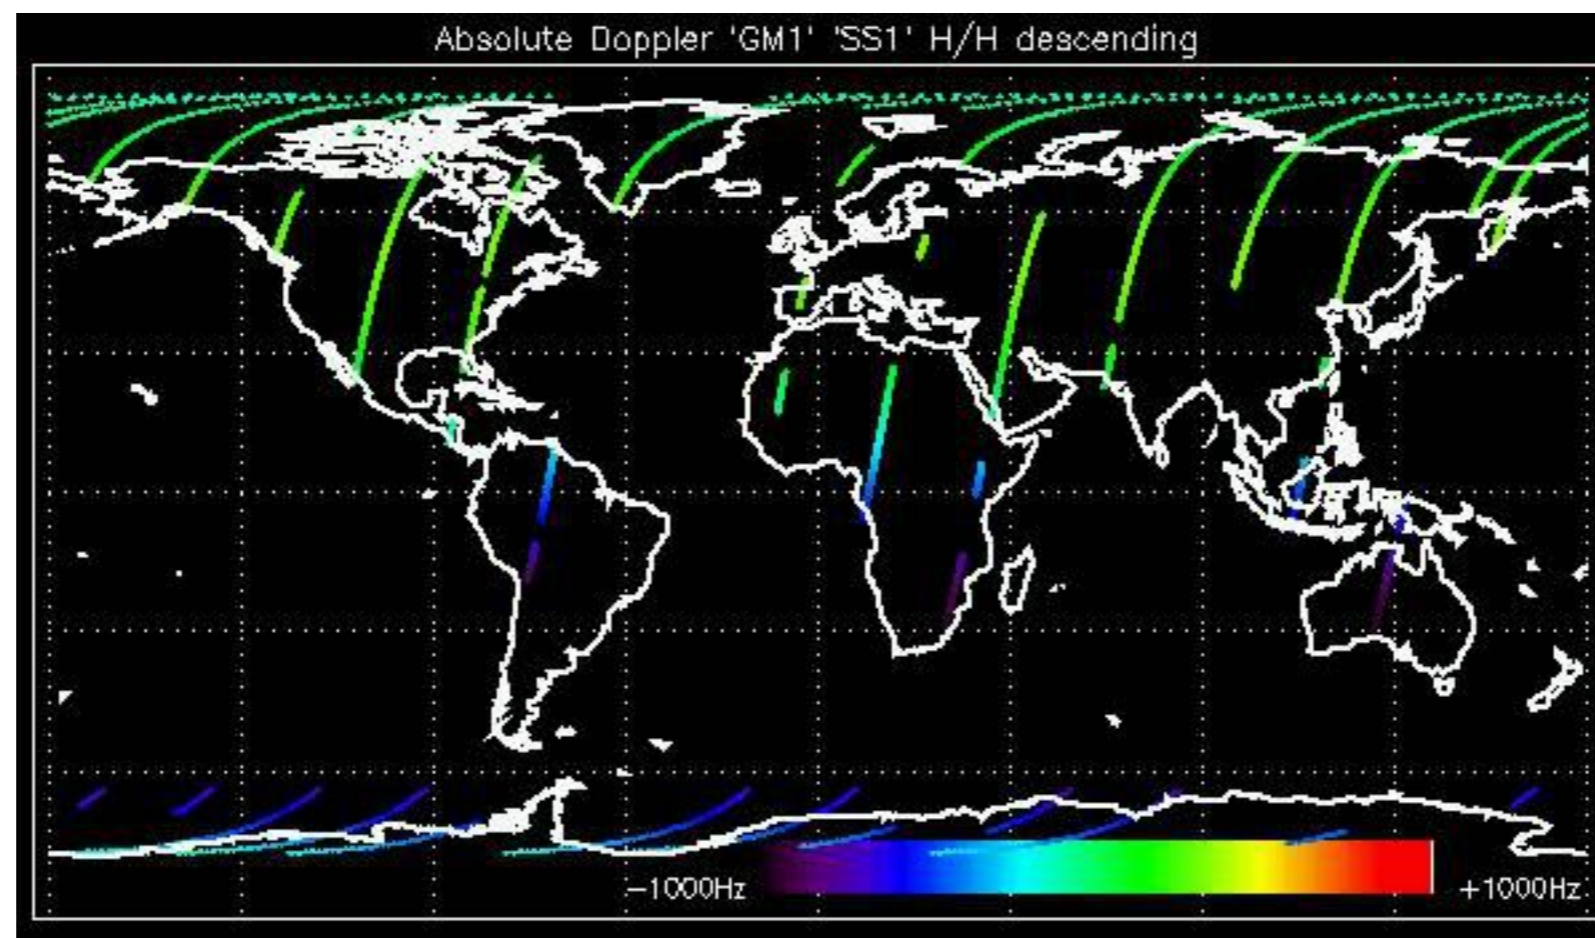 Absolute Doppler 'GM1' 'SS1' H/H descending
−1000Hz
+1000Hz